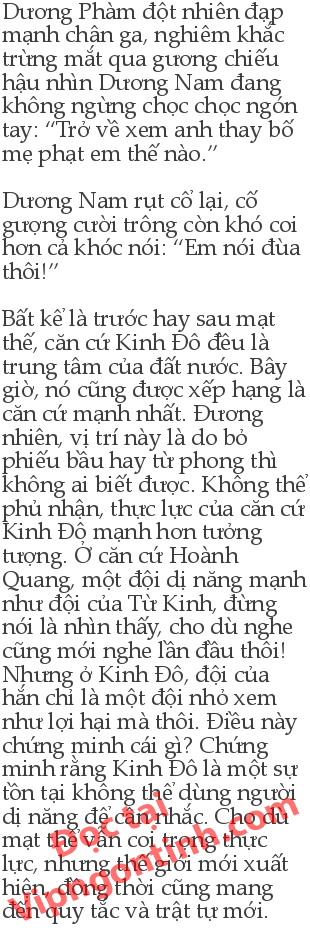 Dương Phàm đột nhiên đạp
mạnh chân ga, nghiêm khắc
trừng mắt qua gương chiếu
hậu nhìn Dương Nam đang
không ngừng chọc chọc ngón
tay: “Trở về xem anh thay bố
mẹ phạt em thế nào.”
Dương Nam rụt cổ lại, cố
gượng cười trông còn khó coi
hơn cả khóc nói: “Em nói đùa
thôi!”
Bất kể là trước hay sau mạt
thế, căn cứ Kinh Đô đều là
trung tâm của đất nước. Bây
giờ, nó cũng được xếp hạng là
căn cứ mạnh nhất. Đương
nhiên, vị trí này là do bỏ
phiếu bầu hay tự phong thì
không ai biết được. Không thể
phủ nhận, thực lực của căn cứ
Kinh Đô mạnh hơn tưởng
tượng. Ở căn cứ Hoành
Quang, một đội dị năng mạnh
như đội của Từ Kinh, đừng
nói là nhìn thấy, cho dù nghe
cũng mới nghe lần đầu thôi!
Nhưng ở Kinh Đô, đội của
hắn chỉ là một đội nhỏ xem
như lợi hại mà thôi. Điều này
chứng minh cái gì? Chứng
minh rằng Kinh Đô là một sự
tồn tại không thể dùng người
dị năng để cân nhắc. Cho dù
mạt thế vẫn coi trọng thực
lực, nhưng thế giới mới xuất
hiện, đồng thời cũng mang
đến quy tắc và trật tự mới.
Đọc tại
Vipngontinh.com